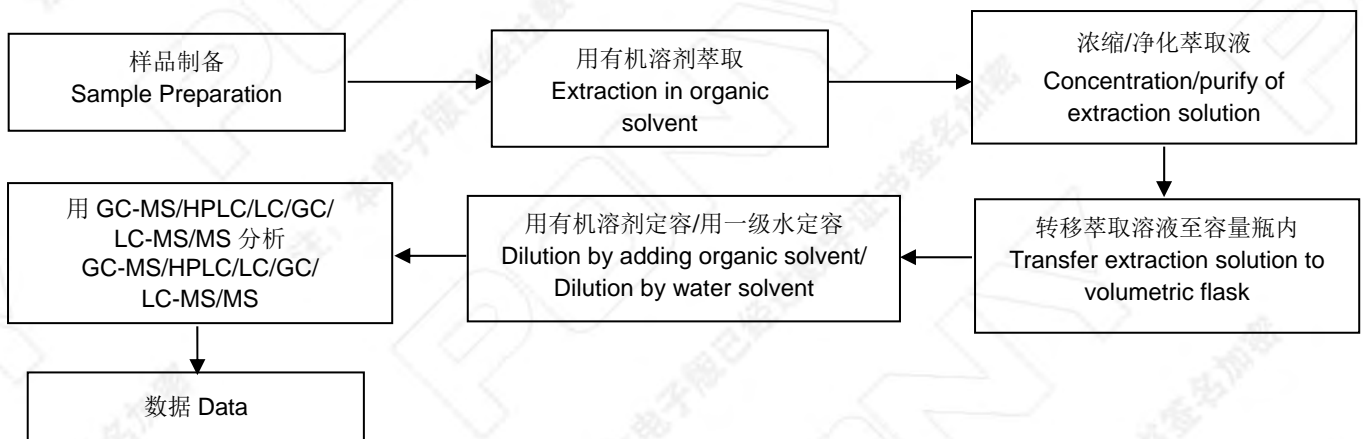 样品制备
Sample Preparation
用有机溶剂萃取
Extraction in organic
solvent
浓缩/净化萃取液
Concentration/purify of
extraction solution
转移萃取溶液至容量瓶内
Transfer extraction solution to
volumetric flask
用有机溶剂定容/用一级水定容
Dilution by adding organic solvent/
Dilution by water solvent
用 GC-MS/HPLC/LC/GC/
LC-MS/MS 分析
GC-MS/HPLC/LC/GC/
LC-MS/MS
数据 Data